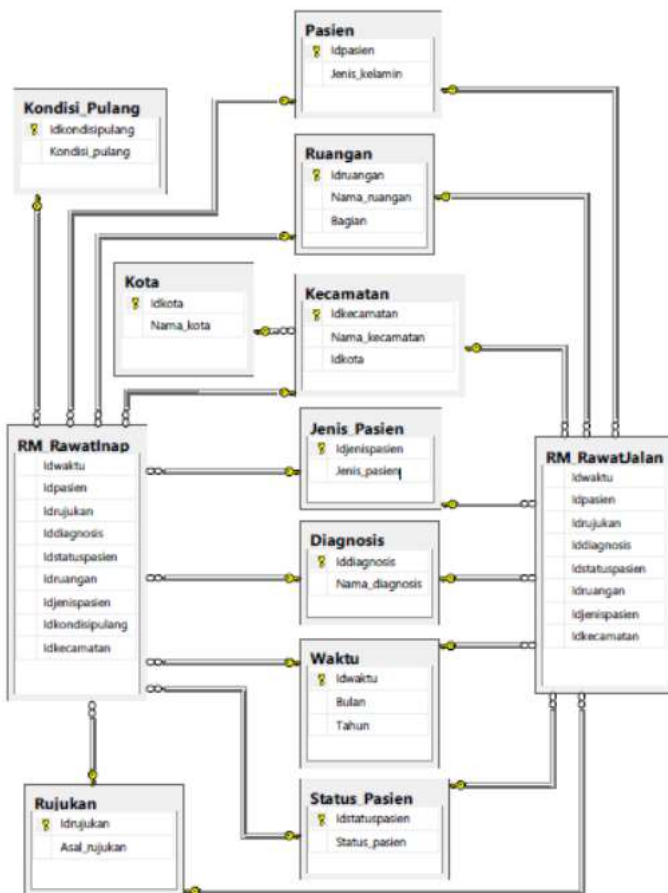 Pasien
Idpasien
Jenis_kelamin
Kondisi_Pulang
Idkondisipulang
Kondisi_pulang
Ruangan
Idruangan
Nama_ruangan
Bagian
Kota
Idkota
Nama_kota
Kecamatan
Idkecamatan
Nama_kecamatan
Idkota
RM_RawatInap
Idwaktu
Idpasien
Idrujukan
Iddiagnosis
Idstatuspasien
Idruangan
Idjenispasien
Idkondisipulang
Idkecamatan
Jenis_Pasien
Idjenispasien
Jenis_pasien
RM_RawatJalan
Idwaktu
Idpasien
Idrujukan
Iddiagnosis
Idstatuspasien
Idruangan
Idjenispasien
Idkecamatan
Diagnosis
Iddiagnosis
Nama_diagnosis
Waktu
Idwaktu
Bulan
Tahun
Rujukan
Idrujukan
Asal_rujukan
Status_Pasien
Idstatuspasien
Status_pasien